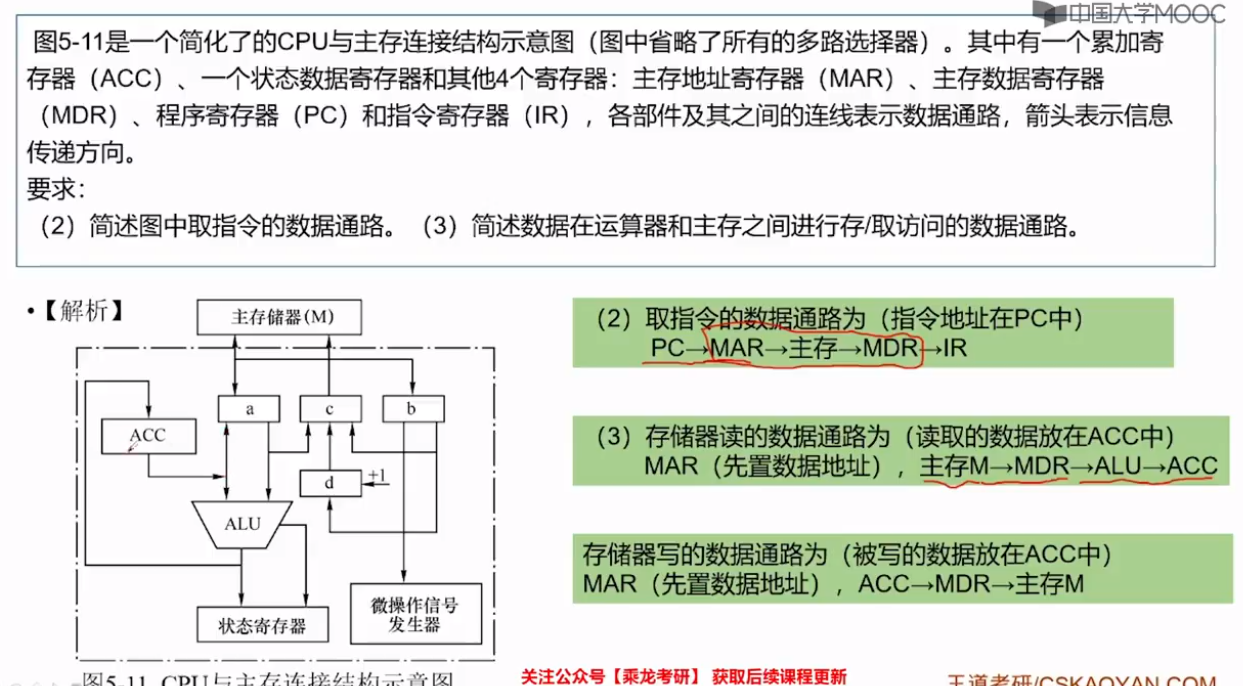 中国大学MOOC
图5-11是一个简化了的CPU与主存连接结构示意图（图中省略了所有的多路选择器）。其中有一个累加寄
存器（ACC）、一个状态数据寄存器和其他4个寄存器：主存地址寄存器（MAR）、主存数据寄存器
（MDR）、程序寄存器（PC）和指令寄存器（IR），各部件及其之间的连线表示数据通路，箭头表示信息
传递方向。
要求：
（2）简述图中取指令的数据通路。（3）简述数据在运算器和主存之间进行存/取访问的数据通路。
•【解析】
主存储器(M)
a
c
b
ACC
d
+1
ALU
微操作信号
发生器
状态寄存器
图5-11 CPU与主存连接结构示意图
（2）取指令的数据通路为（指令地址在PC中）
PC→MAR→主存→MDR→IR
（3）存储器读的数据通路为（读取的数据放在ACC中）
MAR（先置数据地址），主存M→MDR→ALU→ACC
存储器写的数据通路为（被写的数据放在ACC中）
MAR（先置数据地址），ACC→MDR→主存M
关注公众号【乘龙考研】 获取后续课程更新
王道考研/CSKAOYAN.COM